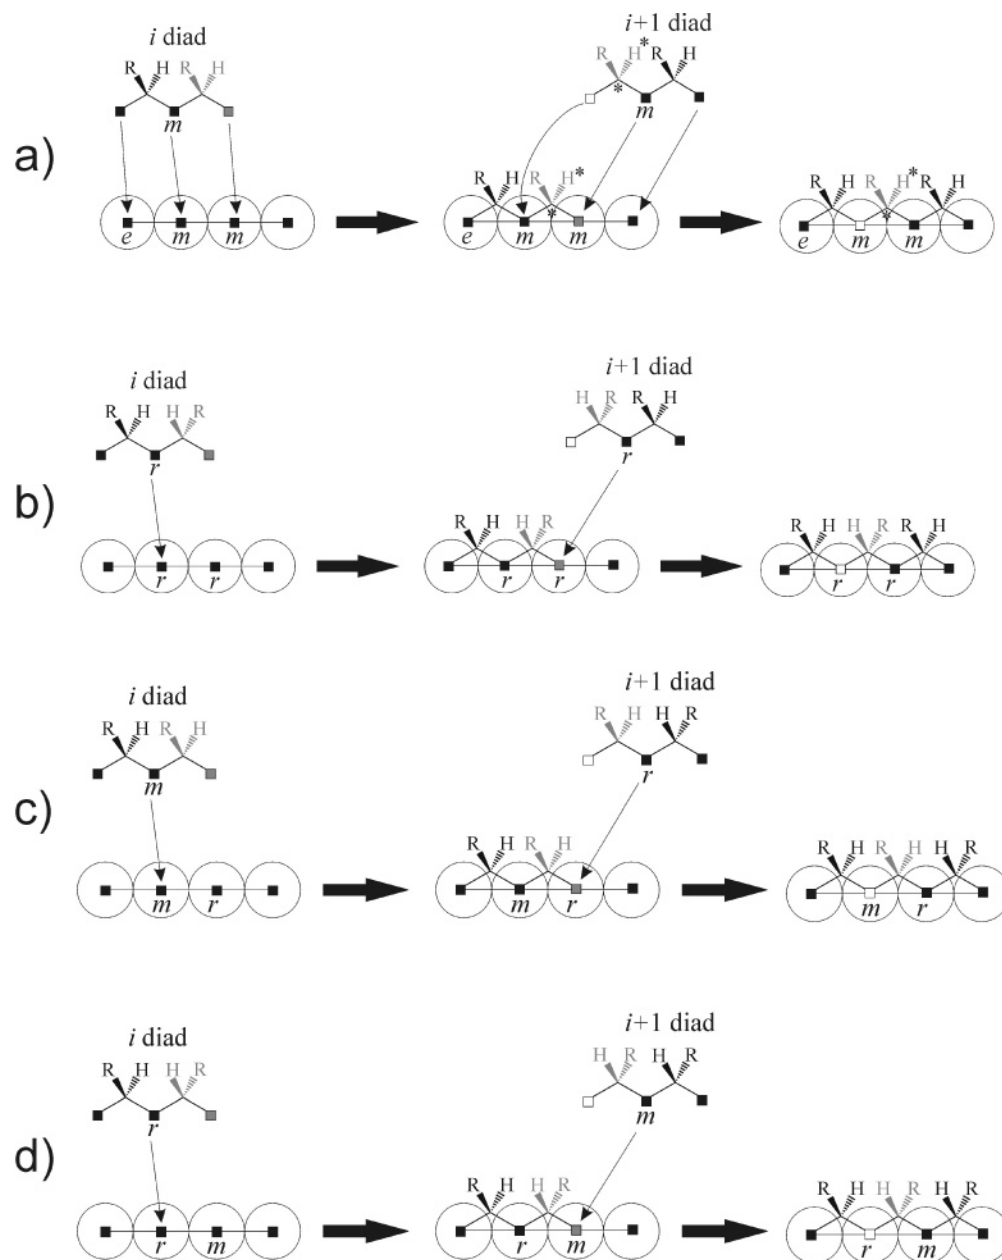 i diad
i+1 diad
R H R H
R H* R H
*
m
m
a)
R H R H*
*
R H R H* R H
*
e m m
e m m
e m m
i diad
i+1 diad
R H H R
H R R H
r
r
b)
R H H R
R H H R R H
r r
r r
r r
i diad
i+1 diad
R H R H
R H H R
m
r
c)
R H R H
R H R H H R
m r
m r
m r
i diad
i+1 diad
R H H R
H R H R
r
m
d)
R H H R
R H H R H R
r m
r m
r m